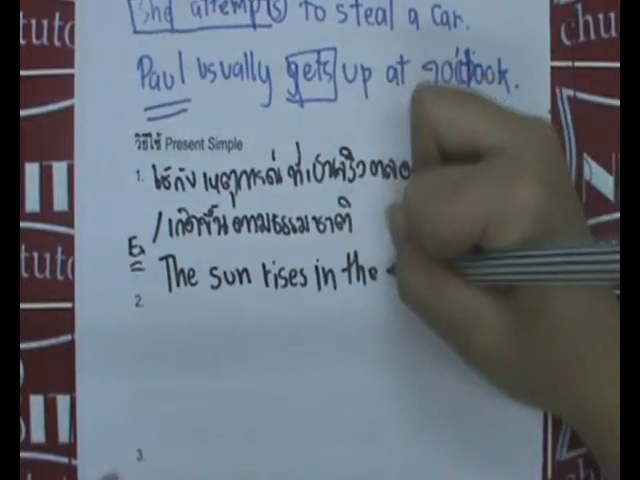 She attempts to steal a car.
Paul usually gets up at
วิธีใช้ Present Simple
1. ใช้กับเหตุการณ์ที่เป็นจริงตลอ
/เกิดขึ้นตามธรรมชาติ
Ex
The sun rises in the
2.
3.